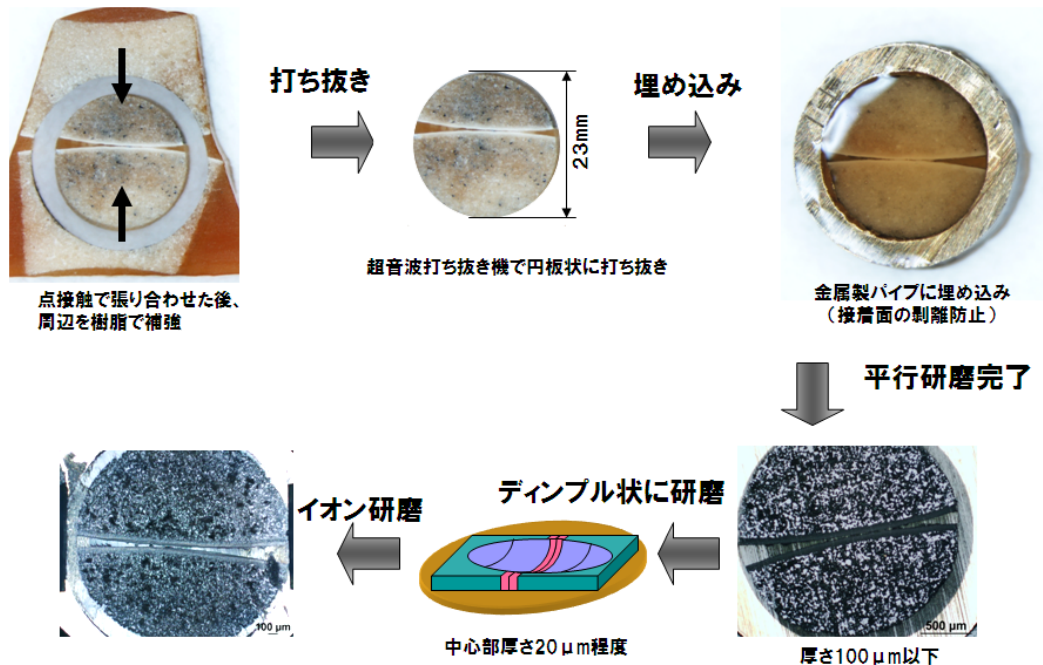 打ち抜き
埋め込み
23mm
超音波打ち抜き機で円板状に打ち抜き
点接触で張り合わせた後、
周辺を樹脂で補強
金属製パイプに埋め込み
（接着面の剥離防止）
平行研磨完了
ディンプル状に研磨
イオン研磨
100 µm
500 µm
中心部厚さ20μm程度
厚さ100μm以下